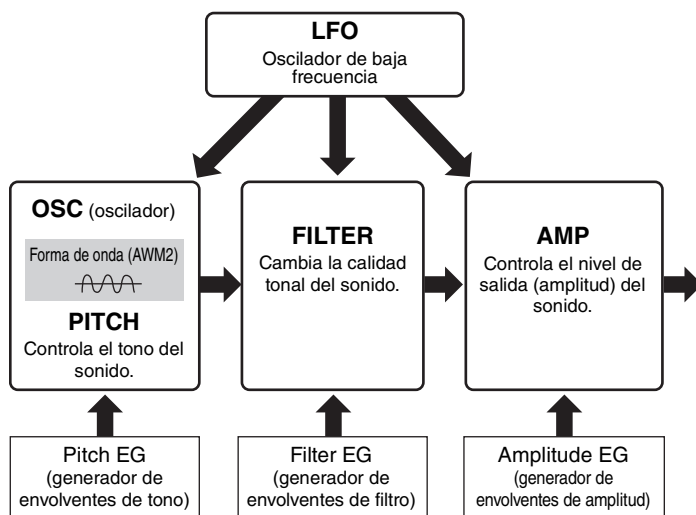 LFO
Oscilador de baja
frecuencia
OSC (oscilador)
Forma de onda (AWM2)
PITCH
Controla el tono del
sonido.
FILTER
Cambia la calidad
tonal del sonido.
AMP
Controla el nivel de
salida (amplitud) del
sonido.
Pitch EG
(generador de
envolventes de tono)
Filter EG
(generador de
envolventes de filtro)
Amplitude EG
(generador de
envolventes de amplitud)